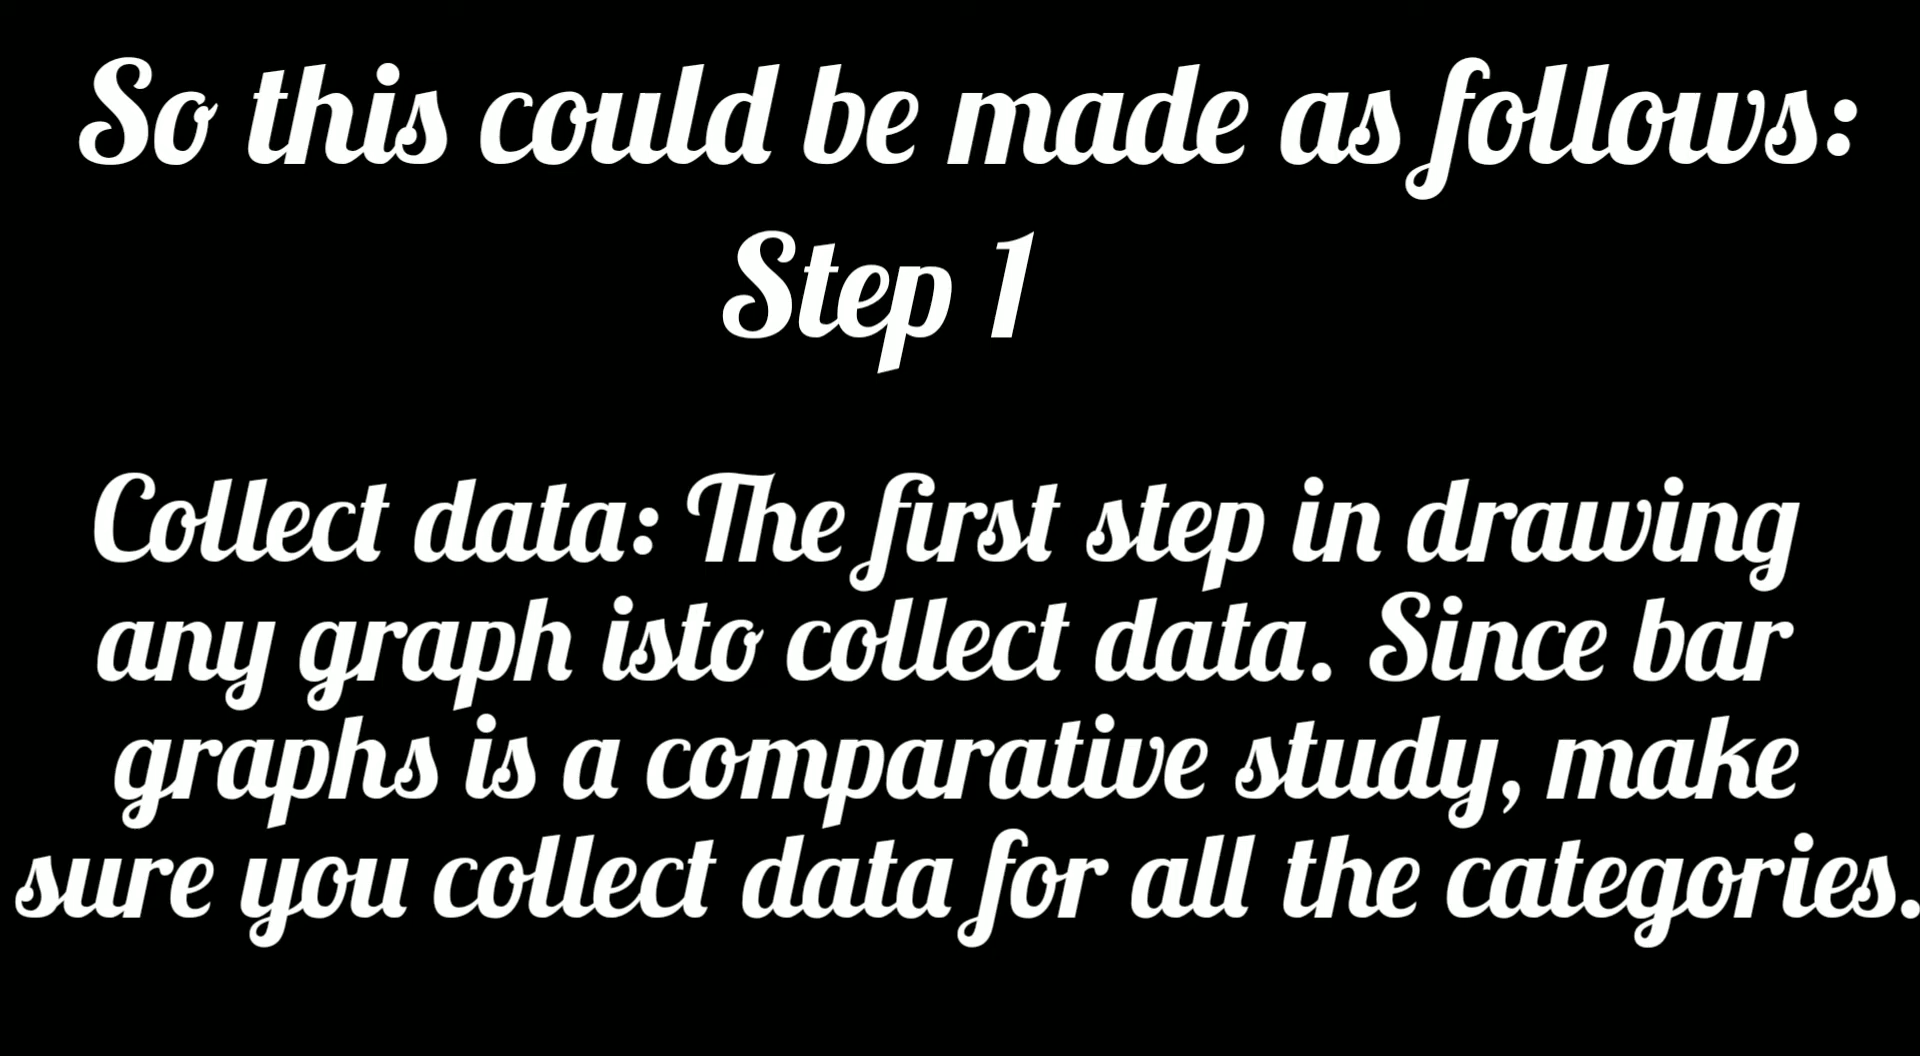 So this could be made as follows:
Step 1
Collect data: The first step in drawing
any graph isto collect data. Since bar
graphs is a comparative study, make
sure you collect data for all the categories.